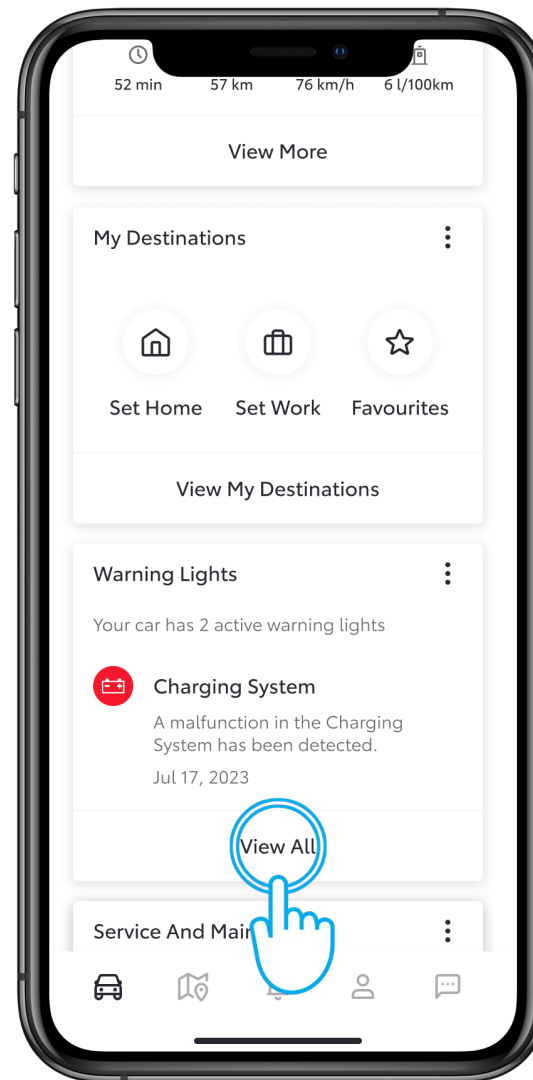 52 min 57 km 76 km/h 6 l/100km
View More
My Destinations
Set Home Set Work Favourites
View My Destinations
Warning Lights
Your car has 2 active warning lights
Charging System
A malfunction in the Charging
System has been detected.
Jul 17, 2023
View All
Service And